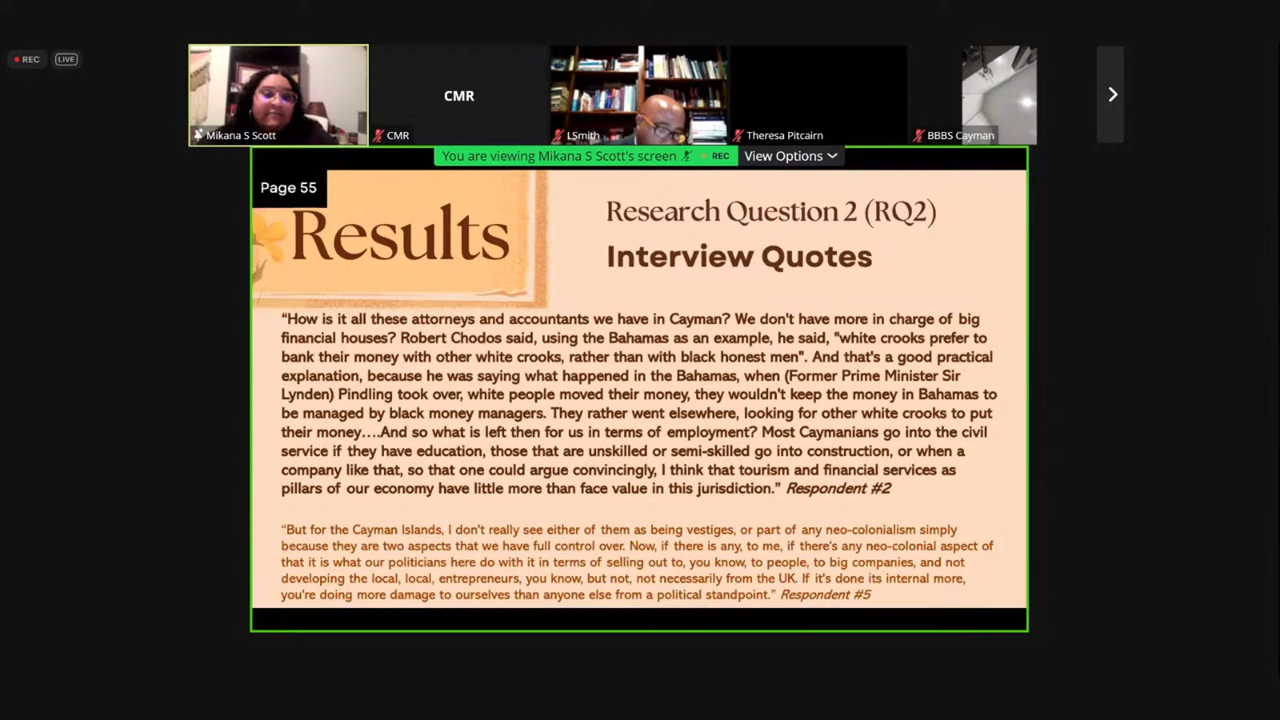 REC
LIVE
CMR
Mikana S Scott
CMR
LSmith
Theresa Pitcairn
BBBS Cayman
You are viewing Mikana S Scott's screen
REC
View Options
Page 55
Results
Research Question 2 (RQ2)
Interview Quotes
“How is it all these attorneys and accountants we have in Cayman? We don't have more in charge of big
financial houses? Robert Chodos said, using the Bahamas as an example, he said, "white crooks prefer to
bank their money with other white crooks, rather than with black honest men". And that's a good practical
explanation, because he was saying what happened in the Bahamas, when (Former Prime Minister Sir
Lynden) Pindling took over, white people moved their money, they wouldn't keep the money in Bahamas to
be managed by black money managers. They rather went elsewhere, looking for other white crooks to put
their money….And so what is left then for us in terms of employment? Most Caymanians go into the civil
service if they have education, those that are unskilled or semi-skilled go into construction, or when a
company like that, so that one could argue convincingly, I think that tourism and financial services as
pillars of our economy have little more than face value in this jurisdiction.” Respondent #2
“But for the Cayman Islands, I don't really see either of them as being vestiges, or part of any neo-colonialism simply
because they are two aspects that we have full control over. Now, if there is any, to me, if there's any neo-colonial aspect of
that it is what our politicians here do with it in terms of selling out to, you know, to people, to big companies, and not
developing the local, local, entrepreneurs, you know, but not, not necessarily from the UK. If it's done its internal more,
you're doing more damage to ourselves than anyone else from a political standpoint.” Respondent #5